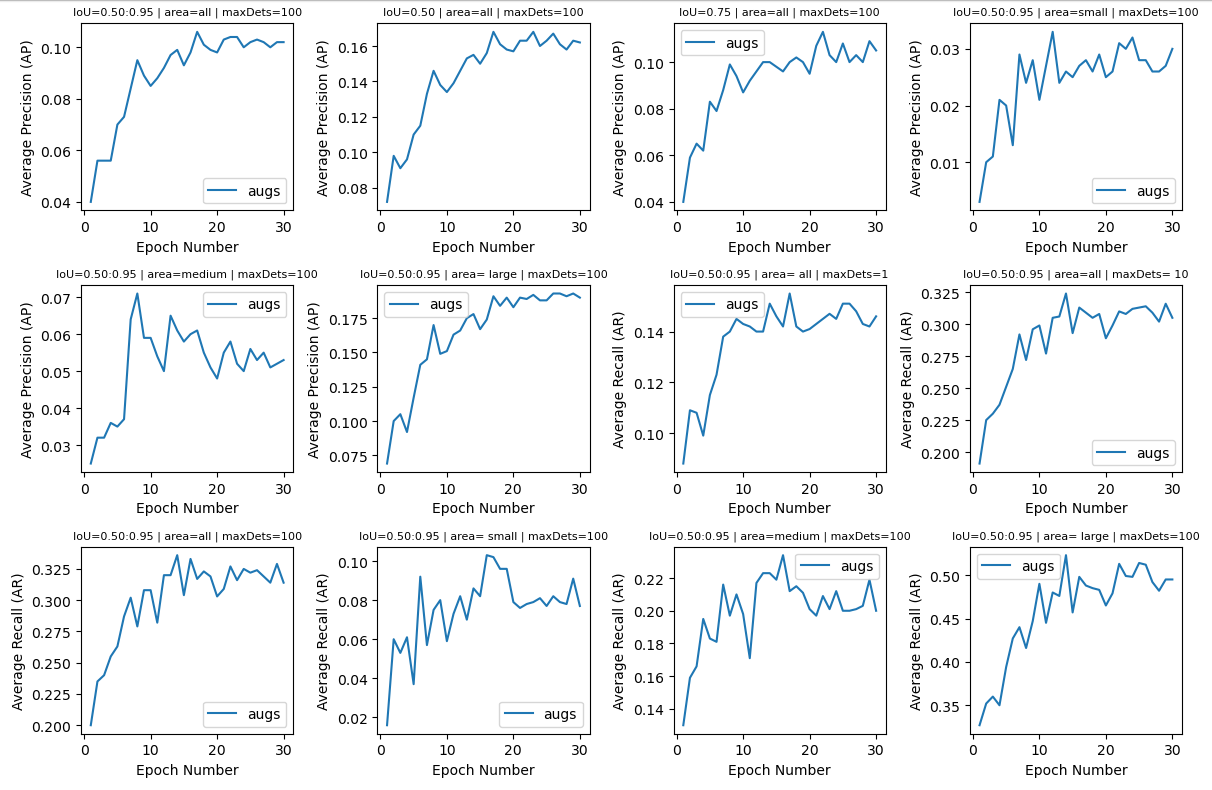 IoU=0.50:0.95 | area=all | maxDets=100
Average Precision (AP)
0.10
0.08
0.06
0.04
augs
0 10 20 30
Epoch Number
IoU=0.50 | area=all | maxDets=100
Average Precision (AP)
0.16
0.14
0.12
0.10
0.08
augs
0 10 20 30
Epoch Number
IoU=0.75 | area=all | maxDets=100
Average Precision (AP)
0.10
0.08
0.06
0.04
augs
0 10 20 30
Epoch Number
IoU=0.50:0.95 | area=small | maxDets=100
Average Precision (AP)
0.03
0.02
0.01
augs
0 10 20 30
Epoch Number
IoU=0.50:0.95 | area=medium | maxDets=100
Average Precision (AP)
0.07
0.06
0.05
0.04
0.03
augs
0 10 20 30
Epoch Number
IoU=0.50:0.95 | area= large | maxDets=100
Average Precision (AP)
0.175
0.150
0.125
0.100
0.075
augs
0 10 20 30
Epoch Number
IoU=0.50:0.95 | area= all | maxDets=1
Average Recall (AR)
0.14
0.12
0.10
augs
0 10 20 30
Epoch Number
IoU=0.50:0.95 | area=all | maxDets= 10
Average Recall (AR)
0.325
0.300
0.275
0.250
0.225
0.200
augs
0 10 20 30
Epoch Number
IoU=0.50:0.95 | area=all | maxDets=100
Average Recall (AR)
0.325
0.300
0.275
0.250
0.225
0.200
augs
0 10 20 30
Epoch Number
IoU=0.50:0.95 | area= small | maxDets=100
Average Recall (AR)
0.10
0.08
0.06
0.04
0.02
augs
0 10 20 30
Epoch Number
IoU=0.50:0.95 | area=medium | maxDets=100
Average Recall (AR)
0.22
0.20
0.18
0.16
0.14
augs
0 10 20 30
Epoch Number
IoU=0.50:0.95 | area= large | maxDets=100
Average Recall (AR)
0.50
0.45
0.40
0.35
augs
0 10 20 30
Epoch Number